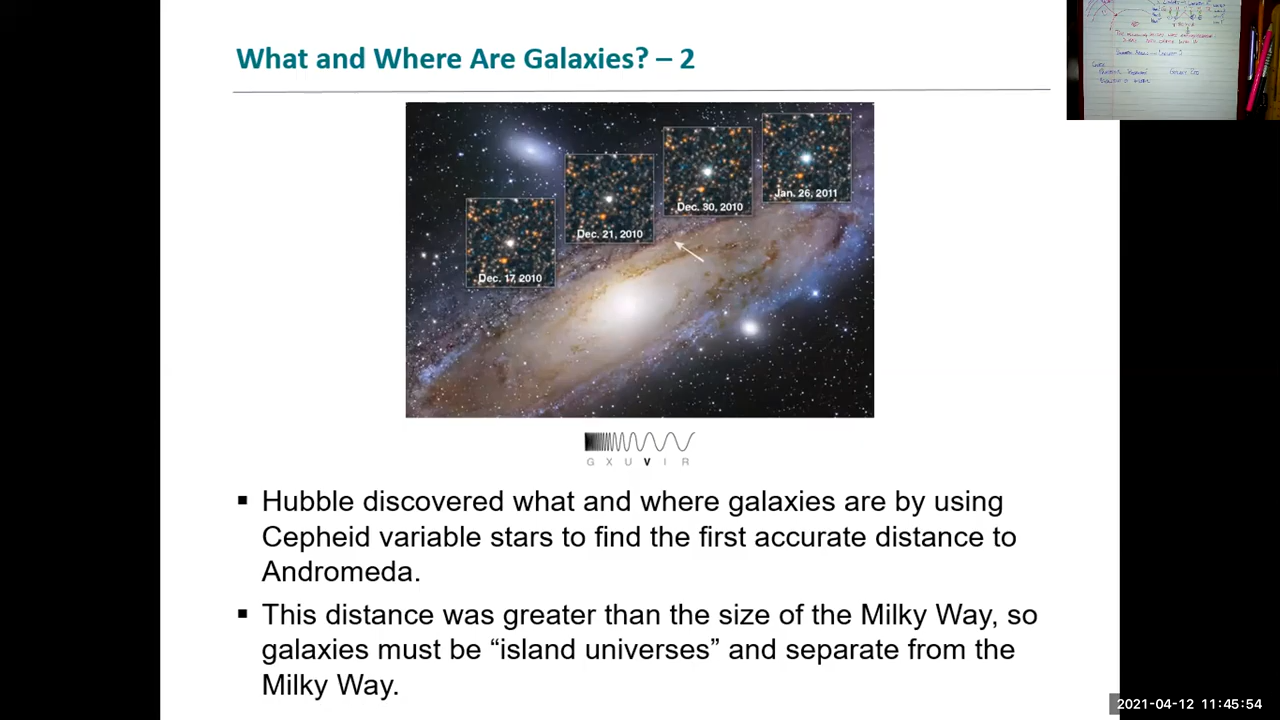 What and Where Are Galaxies? – 2
Dec. 17, 2010
Dec. 21, 2010
Dec. 30, 2010
Jan. 26, 2011
G X U V I R
▪ Hubble discovered what and where galaxies are by using
Cepheid variable stars to find the first accurate distance to
Andromeda.
▪ This distance was greater than the size of the Milky Way, so
galaxies must be “island universes” and separate from the
Milky Way.
2021-04-12 11:45:54